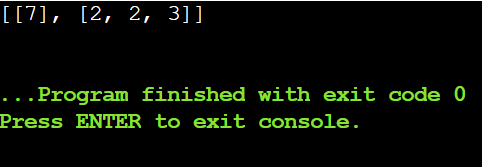 [[7], [2, 2, 3]]
...Program finished with exit code 0
Press ENTER to exit console.